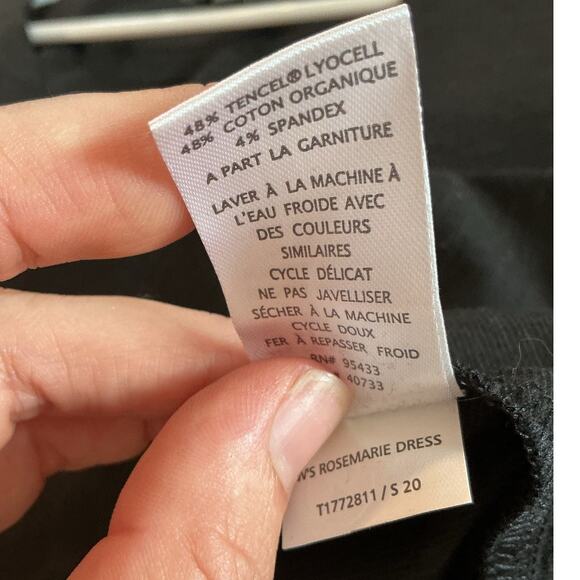 48% TENCEL® LYOCELL
48% COTON ORGANIQUE
4% SPANDEX
A PART LA GARNITURE
LAVER À LA MACHINE À
L'EAU FROIDE AVEC
DES COULEURS
SIMILAIRES
CYCLE DÉLICAT
NE PAS JAVELLISER
SÉCHER À LA MACHINE
CYCLE DOUX
FER À REPASSER FROID
RN# 95433
40733
W'S ROSEMARIE DRESS
T1772811 / S 20